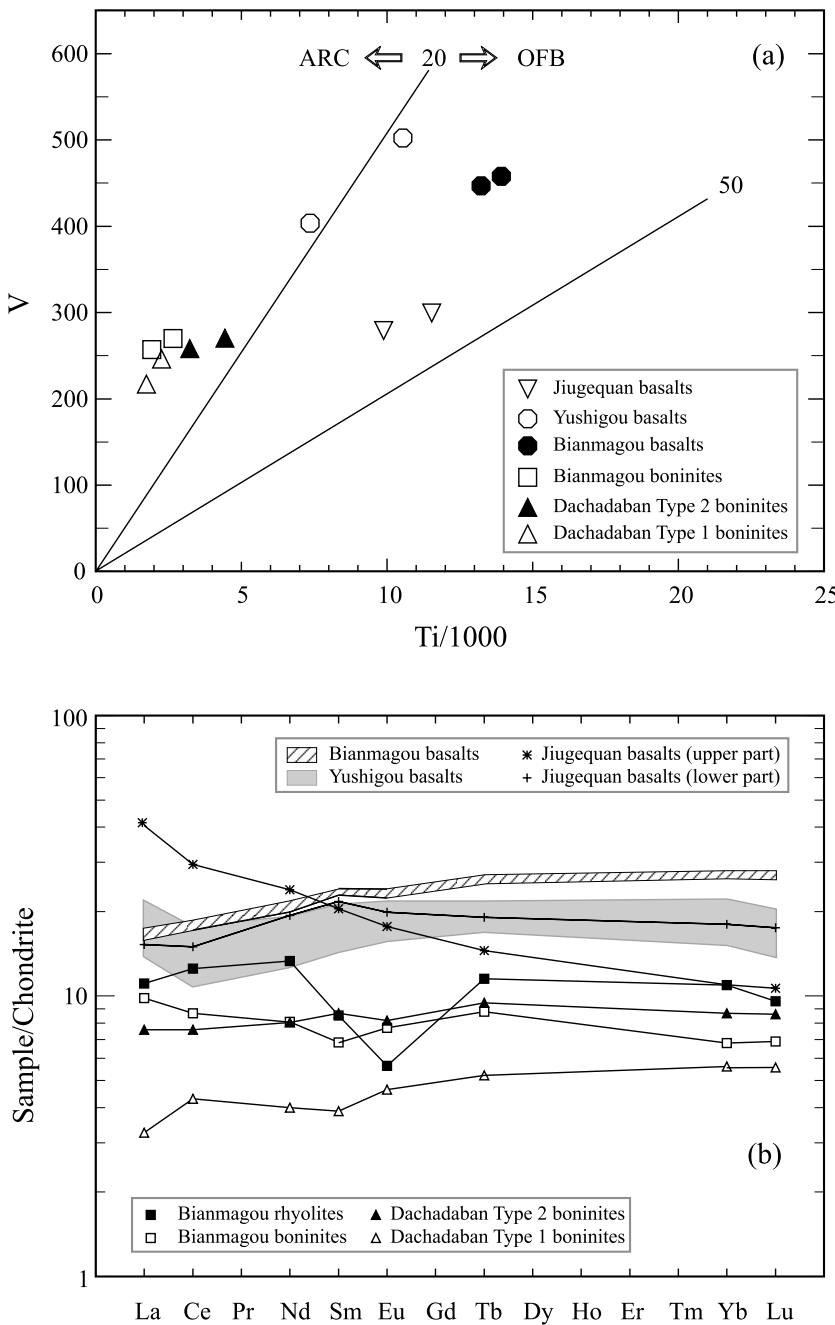 600
ARC 20 OFB
(a)
500
50
400
V
300
200
100
0
Jiugequan basalts
Yushigou basalts
Bianmagou basalts
Bianmagou boninites
Dachadaban Type 2 boninites
Dachadaban Type 1 boninites
0 5 10 15 20 25
Ti/1000
100
Bianmagou basalts Jiugequan basalts (upper part)
Yushigou basalts Jiugequan basalts (lower part)
10
Sample/Chondrite
(b)
Bianmagou rhyolites Dachadaban Type 2 boninites
Bianmagou boninites Dachadaban Type 1 boninites
1
La Ce Pr Nd Sm Eu Gd Tb Dy Ho Er Tm Yb Lu